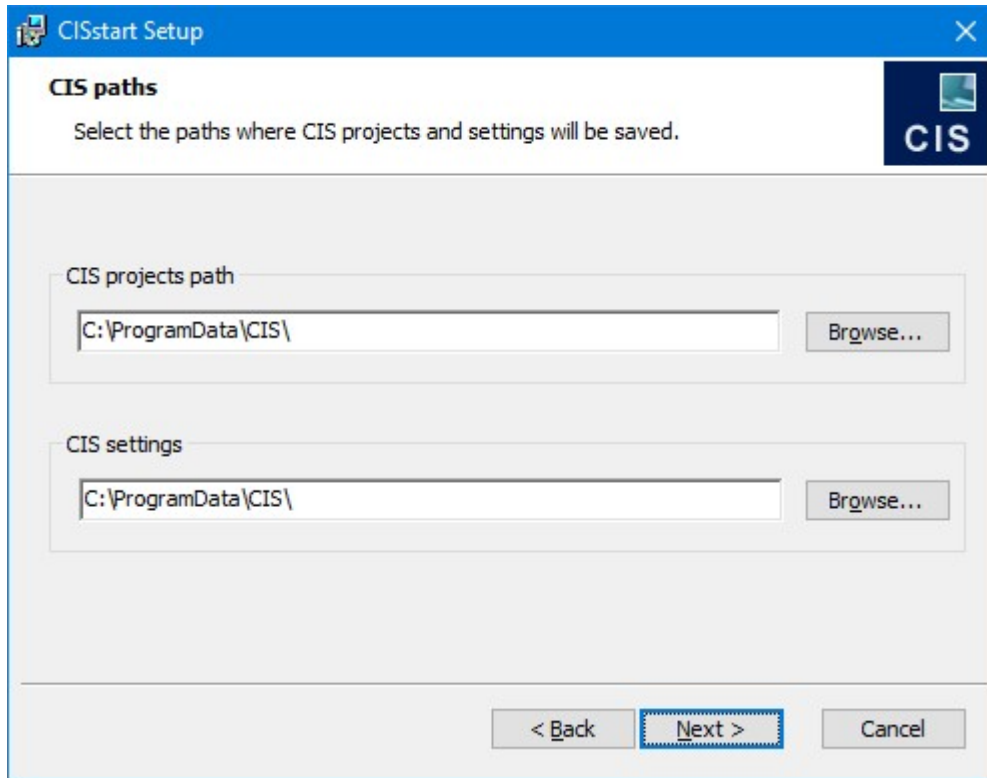 CISstart Setup
CIS paths
Select the paths where CIS projects and settings will be saved.
CIS
CIS projects path
C:\ProgramData\CIS\
Browse...
CIS settings
C:\ProgramData\CIS\
Browse...
< Back
Next >
Cancel